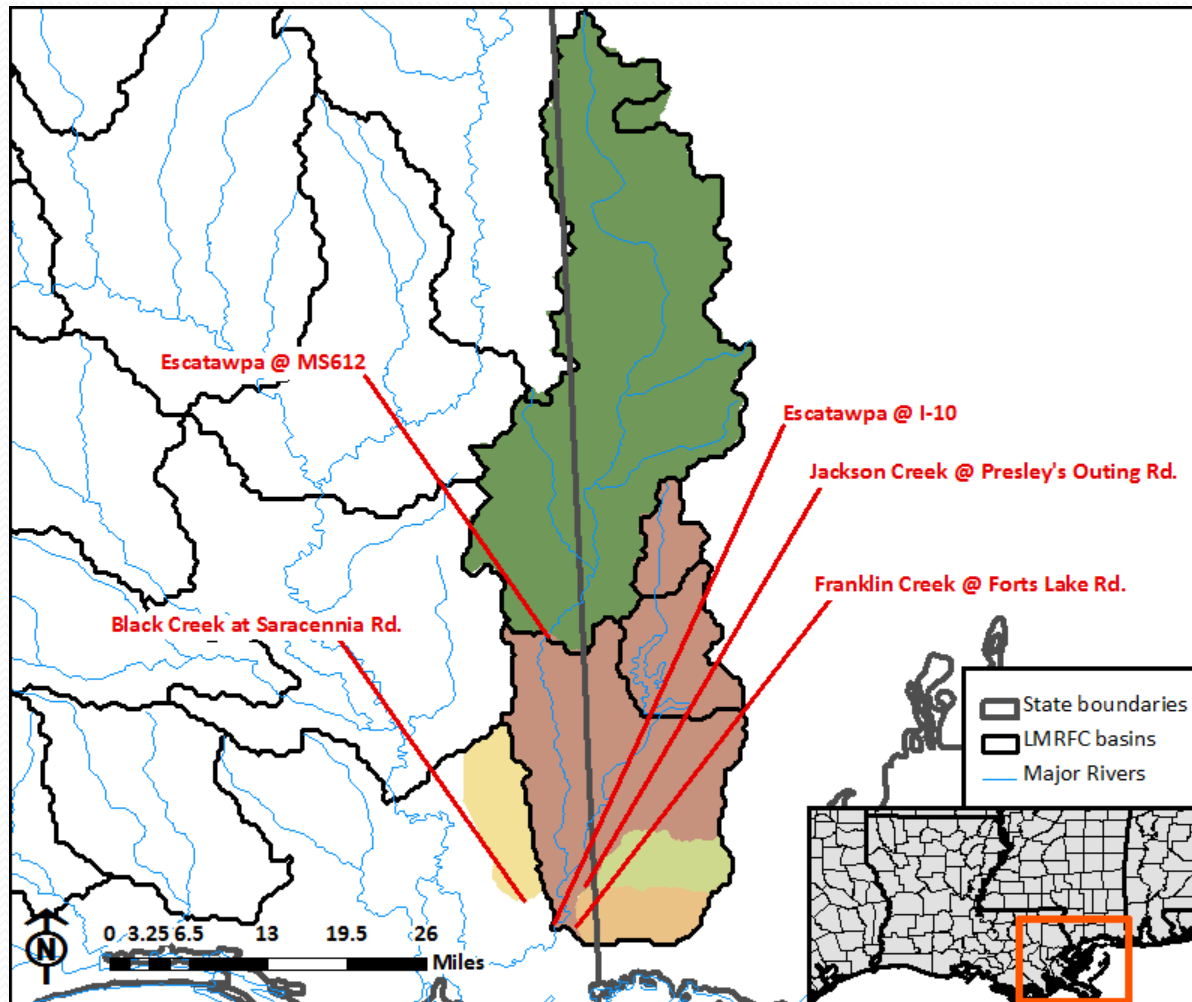 Escatawpa @ MS612
Escatawpa @ I-10
Jackson Creek @ Presley's Outing Rd.
Franklin Creek @ Forts Lake Rd.
Black Creek at Saracennia Rd.
State boundaries
LMRFC basins
Major Rivers
N
0 3.25 6.5 13 19.5 26
Miles